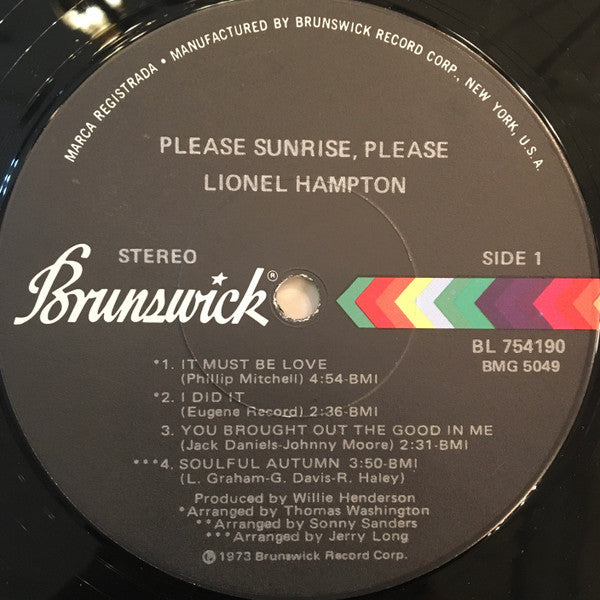 MARCA REGISTRADA • MANUFACTURED BY BRUNSWICK RECORD CORP., NEW YORK, U.S.A.
PLEASE SUNRISE, PLEASE
LIONEL HAMPTON
STEREO
SIDE 1
Brunswick®
BL 754190
BMG 5049
*1. IT MUST BE LOVE
(Phillip Mitchell) 4:54-BMI
*2. I DID IT
(Eugene Record) 2:36-BMI
3. YOU BROUGHT OUT THE GOOD IN ME
(Jack Daniels-Johnny Moore) 2:31-BMI
***4. SOULFUL AUTUMN 3:50-BMI
(L. Graham-G. Davis-R. Haley)
Produced by Willie Henderson
*Arranged by Thomas Washington
**Arranged by Sonny Sanders
***Arranged by Jerry Long
Ⓟ 1973 Brunswick Record Corp.